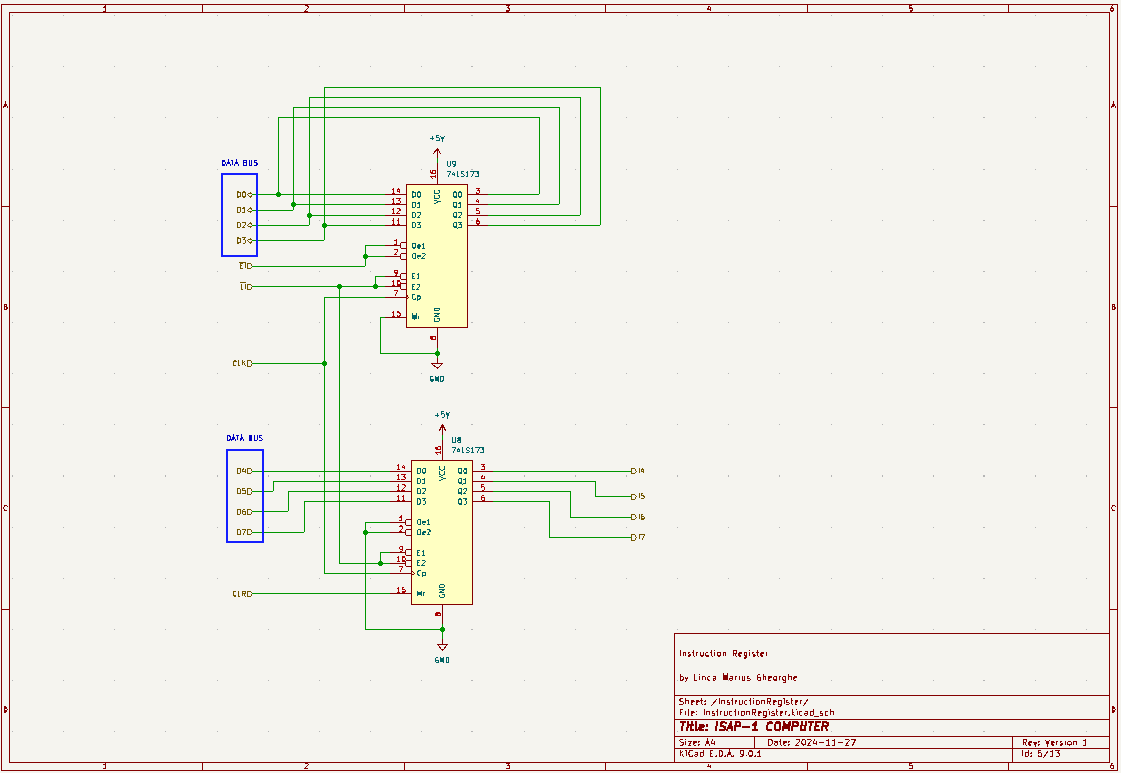 1 2 3 4 5 6
A A
+5V
DATA BUS
U9
74LS173
16
VCC
D0 14 D0 Q0 3
D1 13 D1 Q1 4
D2 12 D2 Q2 5
D3 11 D3 Q3 6
1 Oe1
2 Oe2
EI
9 E1
LI 10 E2
7 Cp
B B
15 Mr
GND
8
CLK
GND
+5V
DATA BUS
U8
74LS173
16
VCC
D4 14 D0 Q0 3 I4
D5 13 D1 Q1 4 I5
D6 12 D2 Q2 5 I6
D7 11 D3 Q3 6 I7
C C
1 Oe1
2 Oe2
9 E1
10 E2
7 Cp
CLR 15 Mr
GND
8
GND
Instruction Register
by Linca Marius Gheorghe
Sheet: /InstructionRegister/
File: InstructionRegister.kicad_sch
Title: ISAP-1 COMPUTER
Size: A4 Date: 2024-11-27 Rev: Version 1
KiCad E.D.A. 9.0.1 Id: 5/13
D D
1 2 3 4 5 6